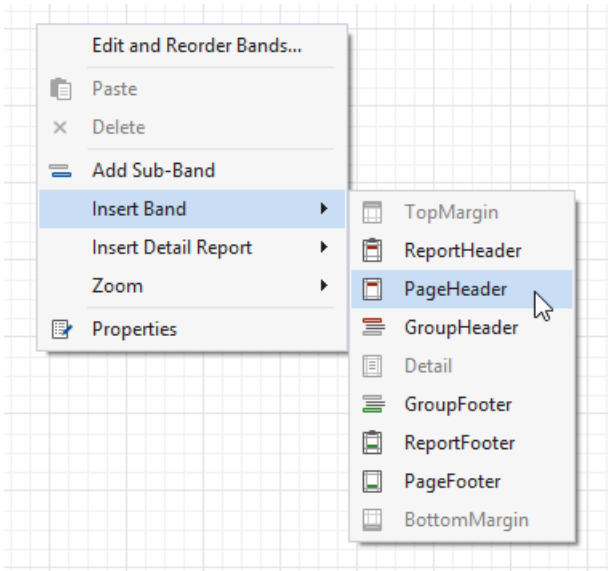 Edit and Reorder Bands...
Paste
Delete
Add Sub-Band
Insert Band
Insert Detail Report
Zoom
Properties
TopMargin
ReportHeader
PageHeader
GroupHeader
Detail
GroupFooter
ReportFooter
PageFooter
BottomMargin